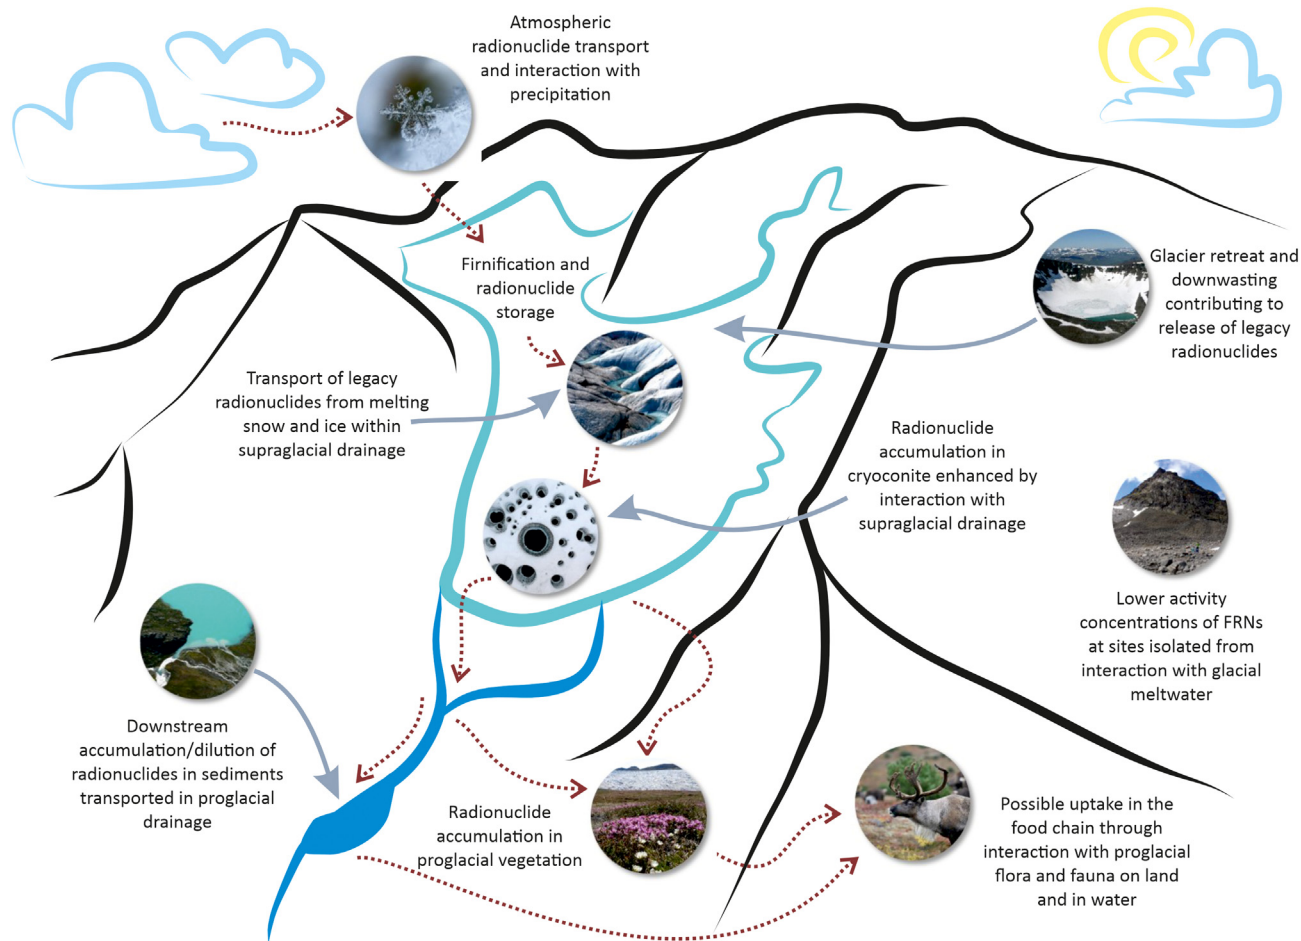 Atmospheric
radionuclide transport
and interaction with
precipitation
Firnification and
radionuclide
storage
Glacier retreat and
downwasting
contributing to
release of legacy
radionuclides
Transport of legacy
radionuclides from melting
snow and ice within
supraglacial drainage
Radionuclide
accumulation in
cryoconite enhanced by
interaction with
supraglacial drainage
Lower activity
concentrations of FRNs
at sites isolated from
interaction with glacial
meltwater
Downstream
accumulation/dilution of
radionuclides in sediments
transported in proglacial
drainage
Radionuclide
accumulation in
proglacial vegetation
Possible uptake in the
food chain through
interaction with proglacial
flora and fauna on land
and in water